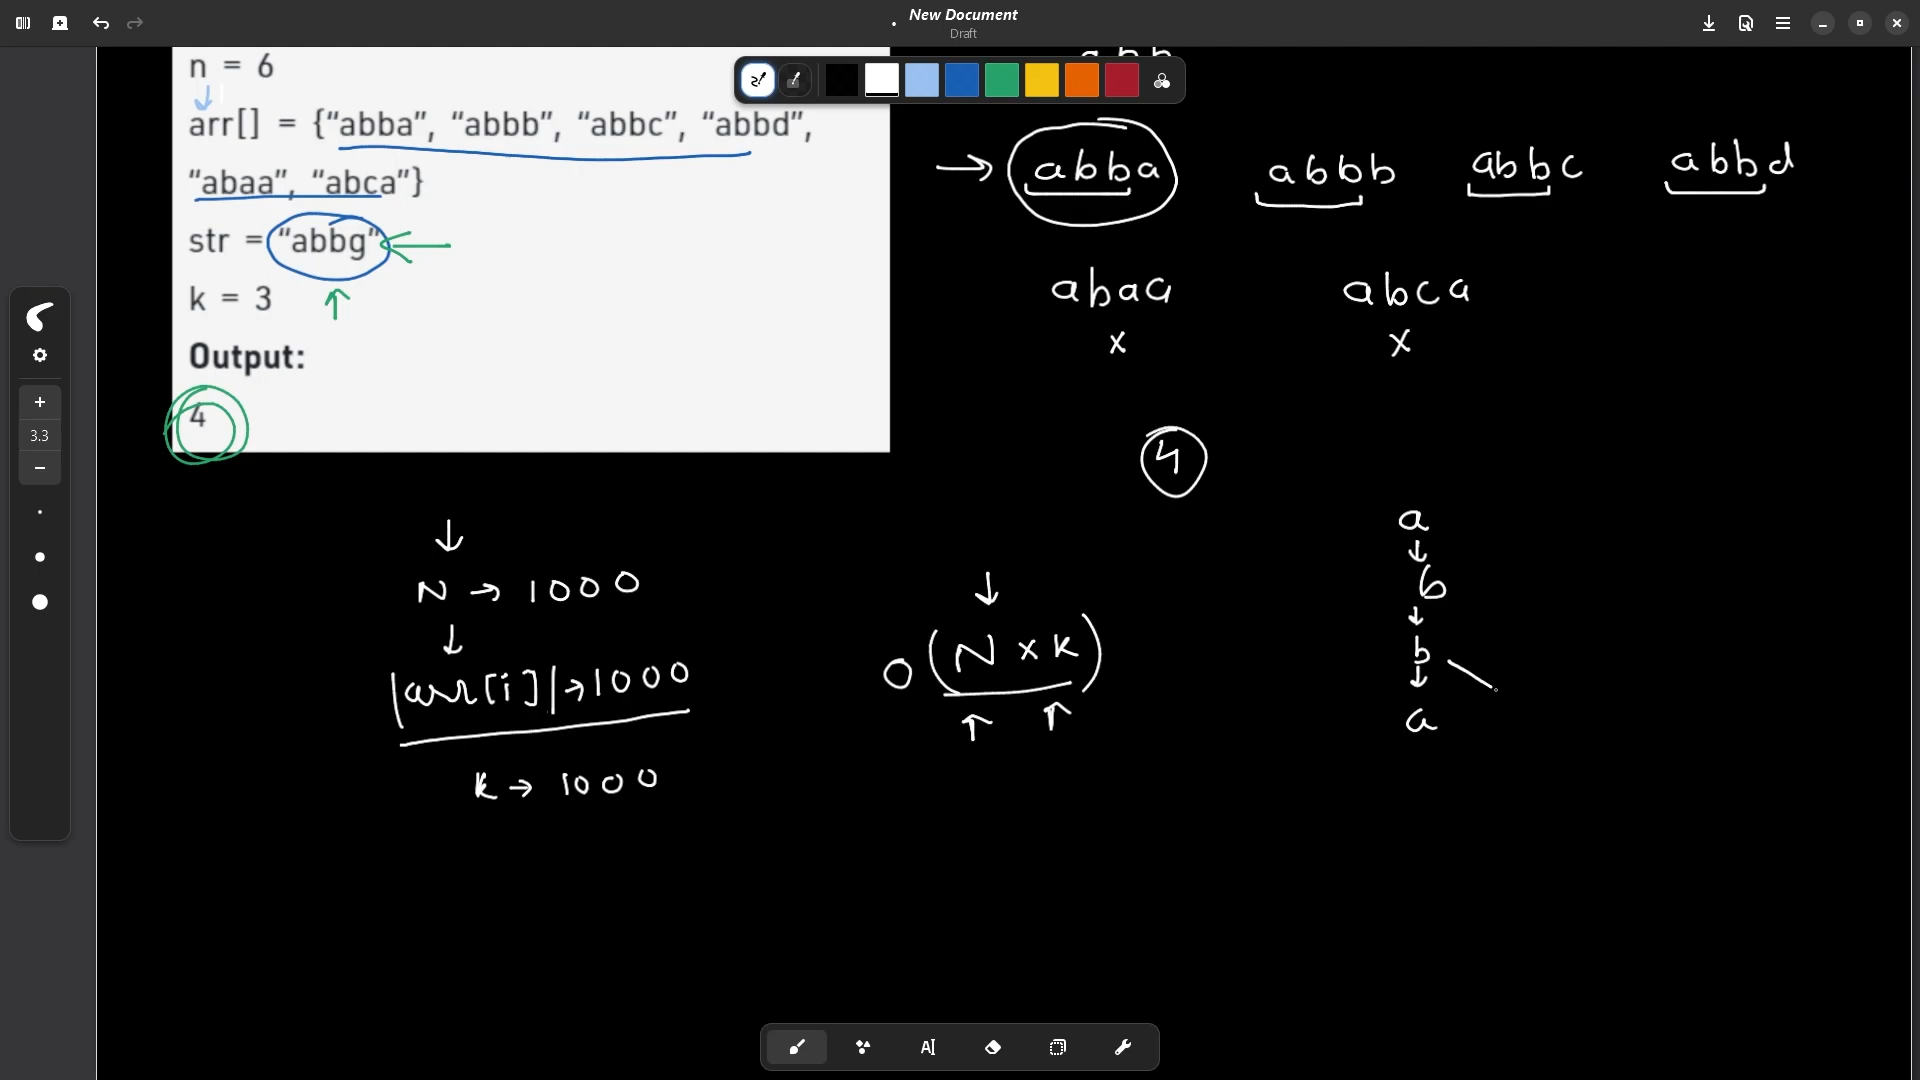 New Document
Draft
n = 6
arr[] = {“abba”, “abbb”, “abbc”, “abbd”,
“abaa”, “abca”}
str = “abbg”
k = 3
Output:
4
abba abbb abbc abbd
abaa abca
x x
4
N → 1000
|arr[i]| → 1000
k → 1000
O(N x k)
a
b
b
a
+
3.3
−
AI